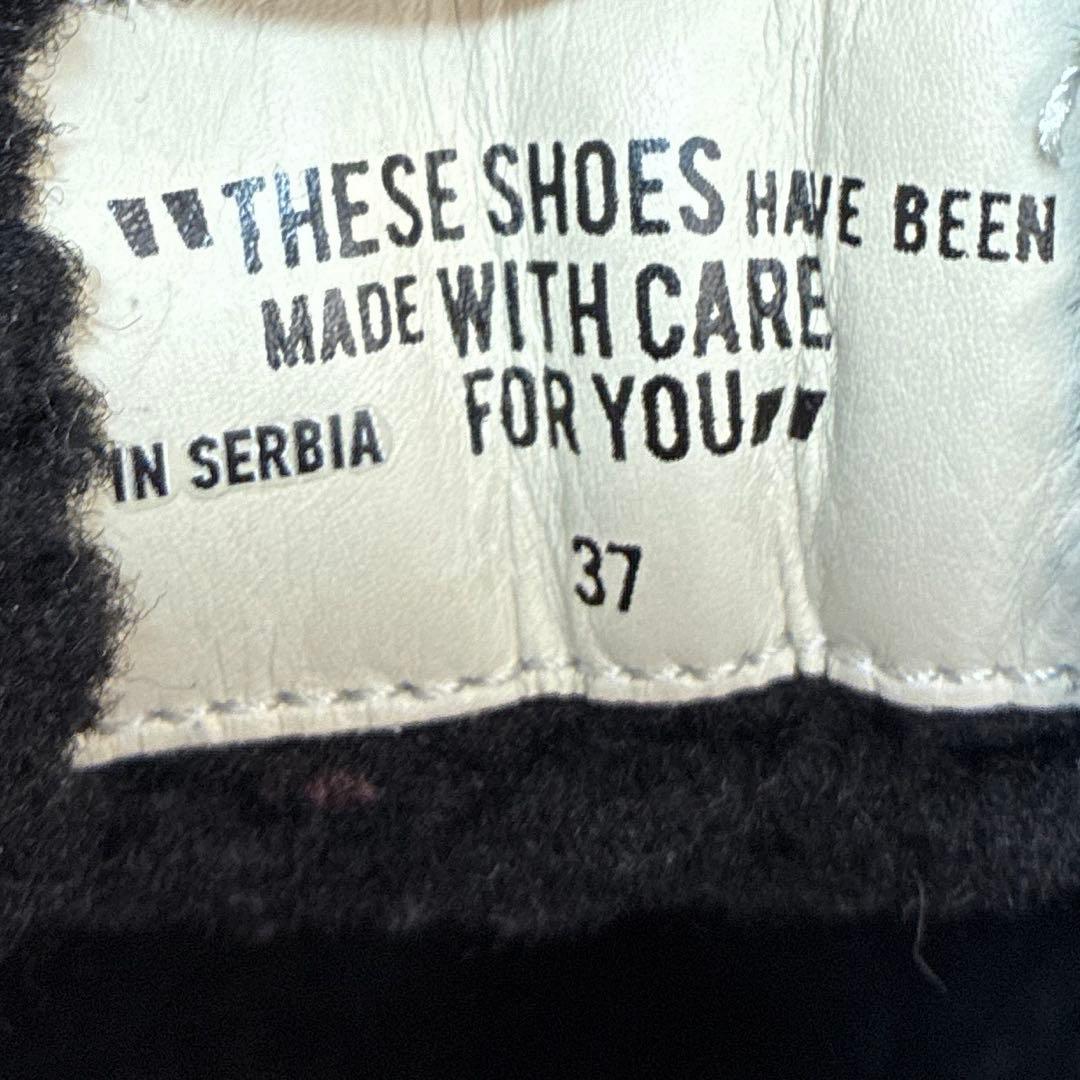 "THESE SHOES HAVE BEEN
MADE WITH CARE
FOR YOU"
IN SERBIA
37